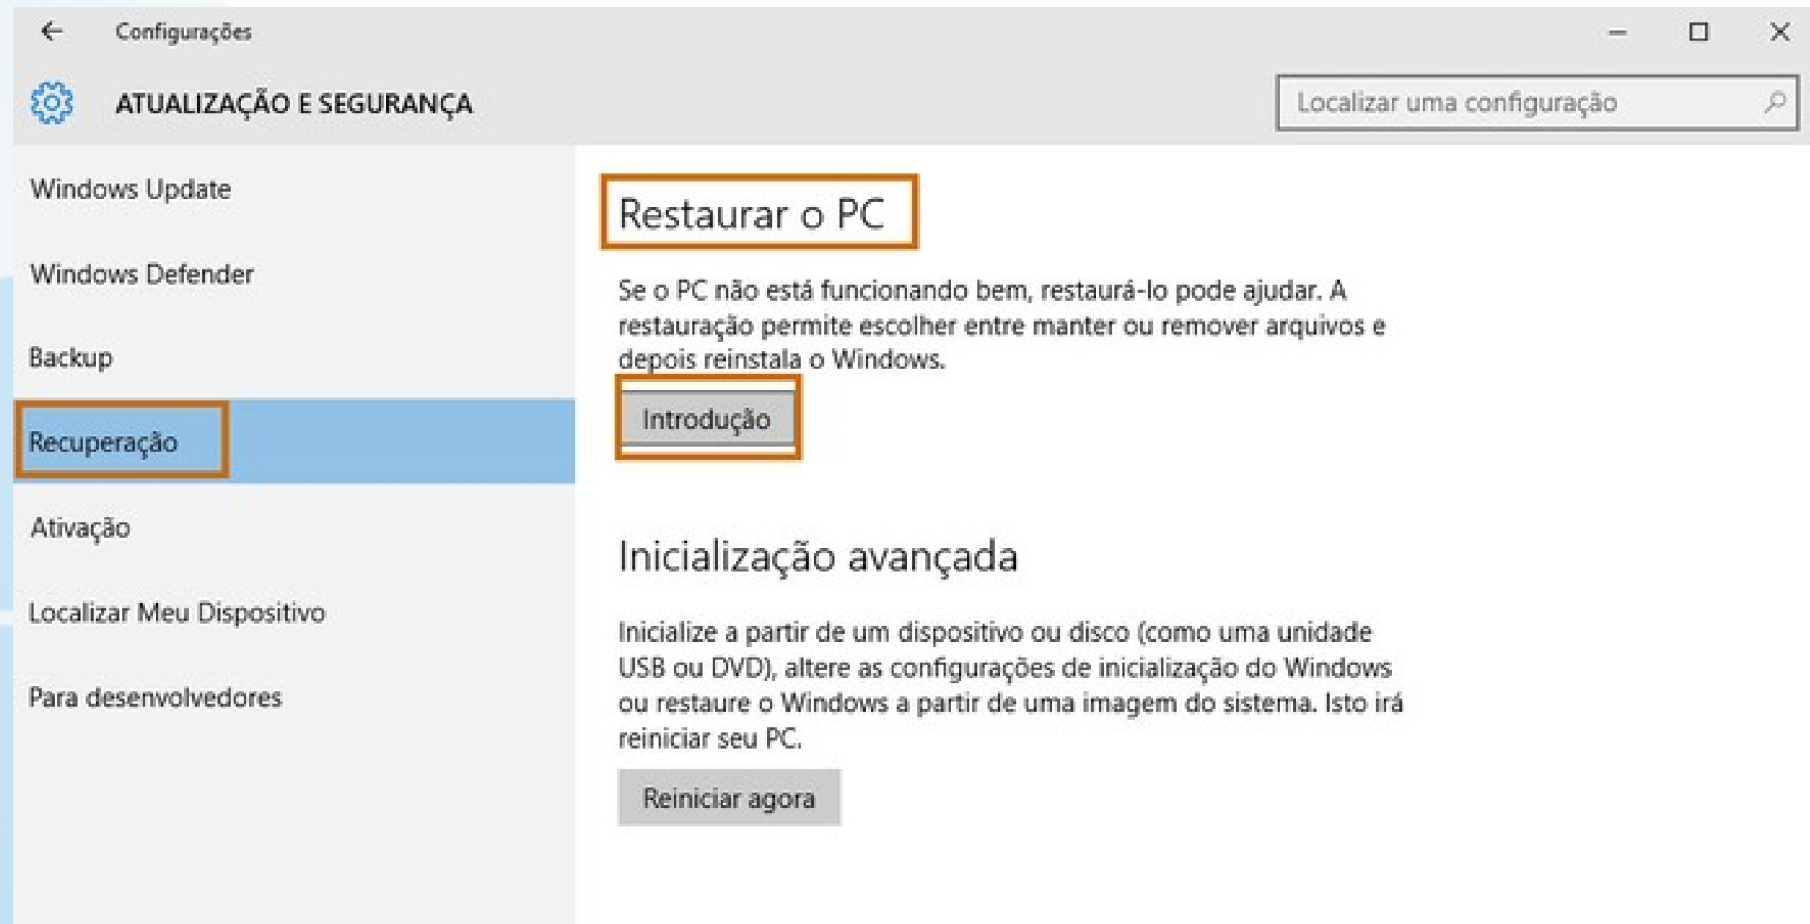 Configurações
ATUALIZAÇÃO E SEGURANÇA
Localizar uma configuração
Windows Update
Windows Defender
Backup
Recuperação
Ativação
Localizar Meu Dispositivo
Para desenvolvedores
Restaurar o PC
Se o PC não está funcionando bem, restaurá-lo pode ajudar. A
restauração permite escolher entre manter ou remover arquivos e
depois reinstala o Windows.
Introdução
Inicialização avançada
Inicialize a partir de um dispositivo ou disco (como uma unidade
USB ou DVD), altere as configurações de inicialização do Windows
ou restaure o Windows a partir de uma imagem do sistema. Isto irá
reiniciar seu PC.
Reiniciar agora